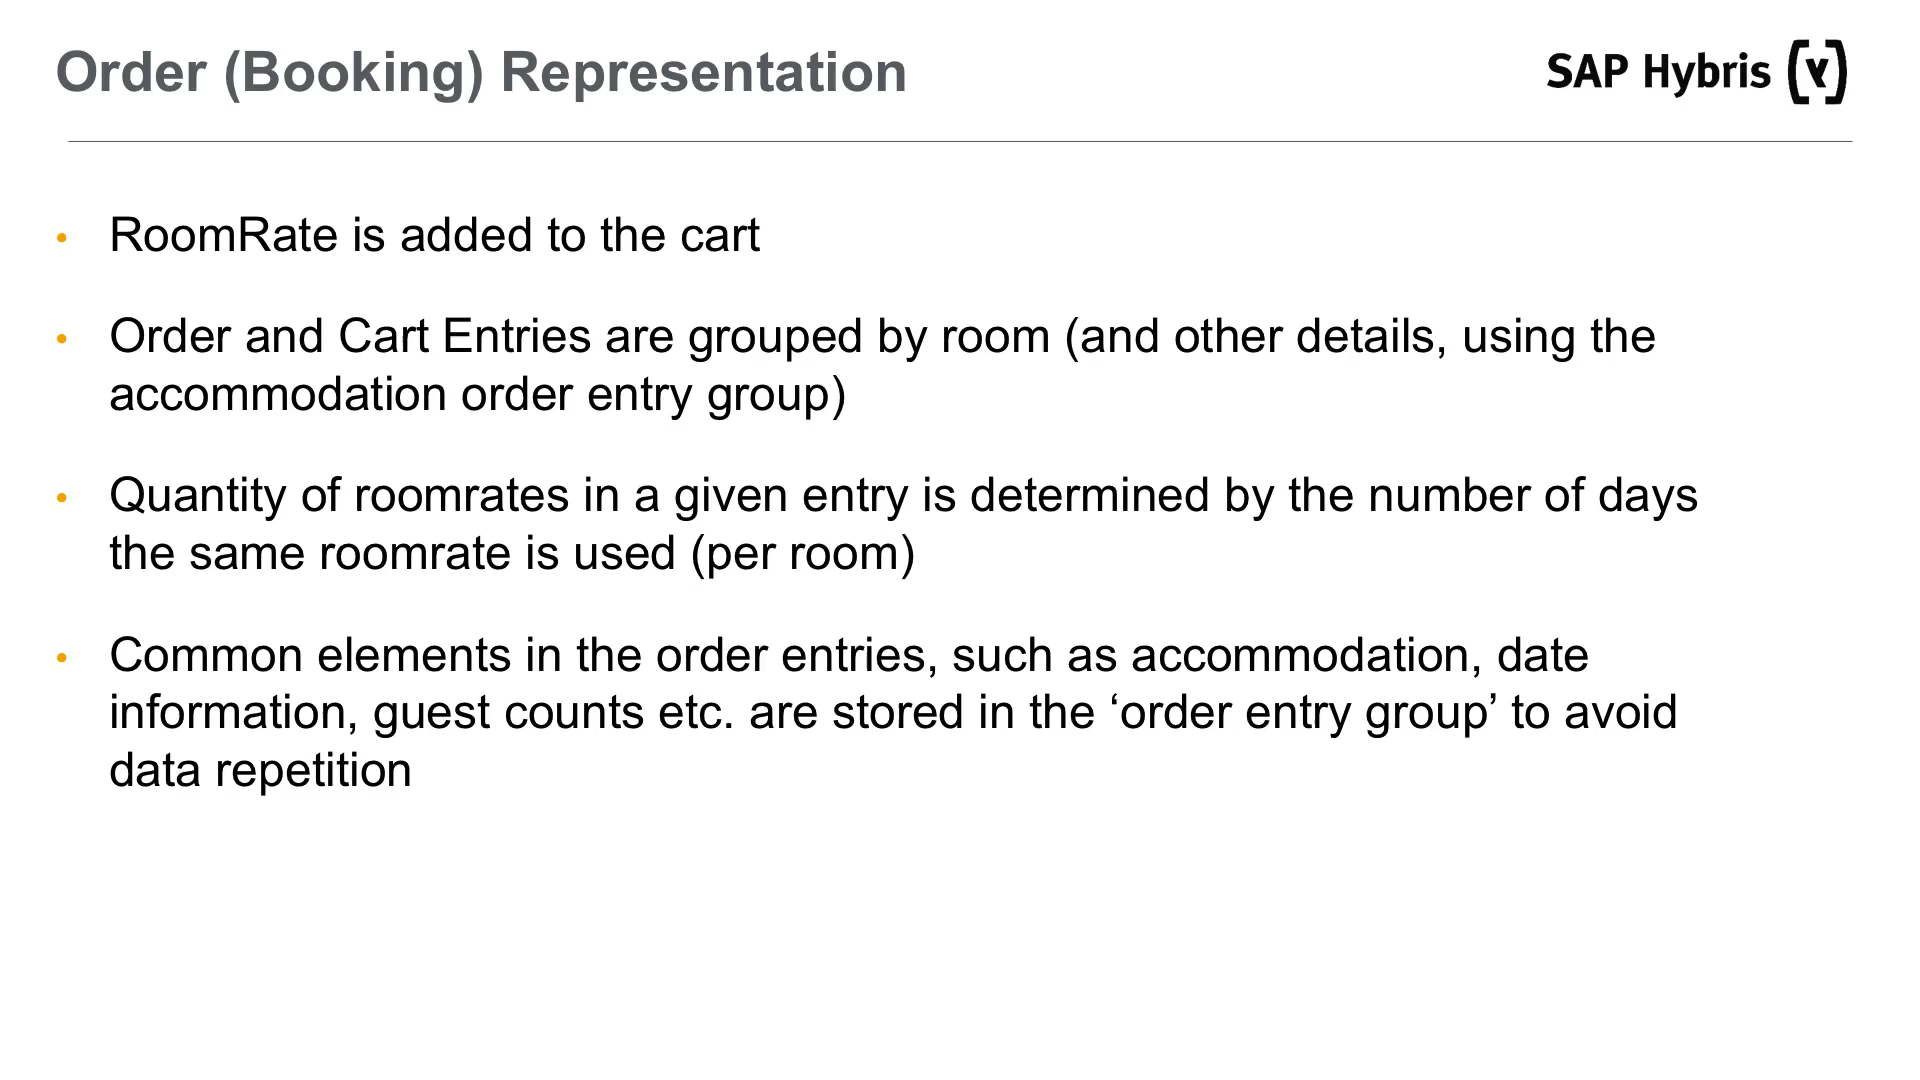 Order (Booking) Representation
SAP Hybris
• RoomRate is added to the cart
• Order and Cart Entries are grouped by room (and other details, using the
accommodation order entry group)
• Quantity of roomrates in a given entry is determined by the number of days
the same roomrate is used (per room)
• Common elements in the order entries, such as accommodation, date
information, guest counts etc. are stored in the ‘order entry group’ to avoid
data repetition